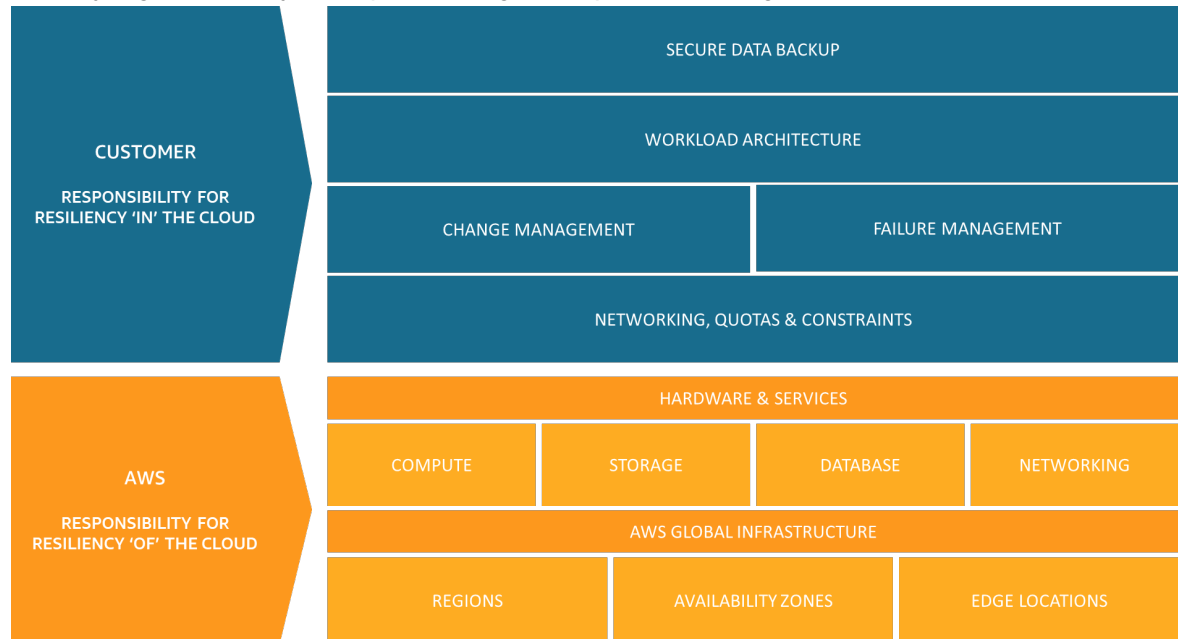 SECURE DATA BACKUP
WORKLOAD ARCHITECTURE
CUSTOMER
RESPONSIBILITY FOR
RESILIENCY ‘IN’ THE CLOUD
CHANGE MANAGEMENT
FAILURE MANAGEMENT
NETWORKING, QUOTAS & CONSTRAINTS
HARDWARE & SERVICES
COMPUTE
STORAGE
DATABASE
NETWORKING
AWS
RESPONSIBILITY FOR
RESILIENCY ‘OF’ THE CLOUD
AWS GLOBAL INFRASTRUCTURE
REGIONS
AVAILABILITY ZONES
EDGE LOCATIONS